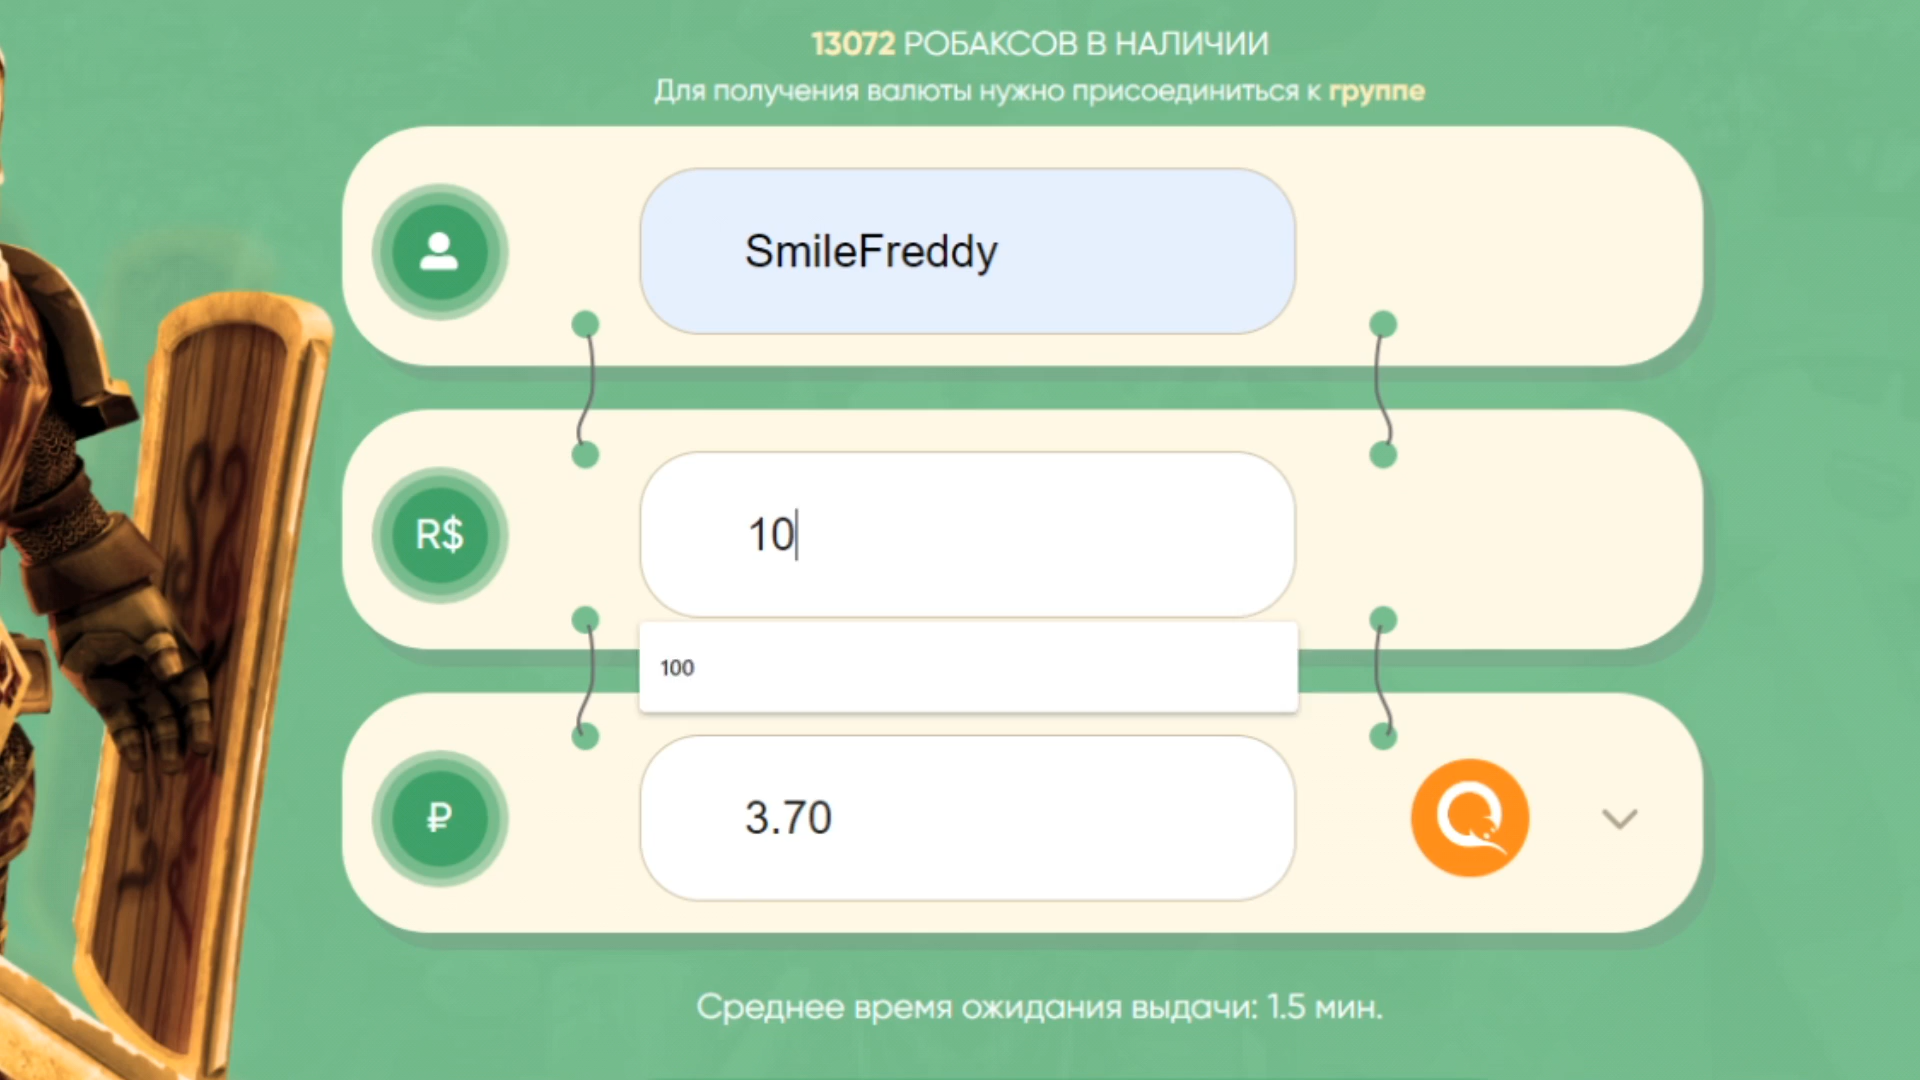 13072 РОБАКСОВ В НАЛИЧИИ
Для получения валюты нужно присоединиться к группе
SmileFreddy
R$
10
100
₽
3.70
Среднее время ожидания выдачи: 1.5 мин.